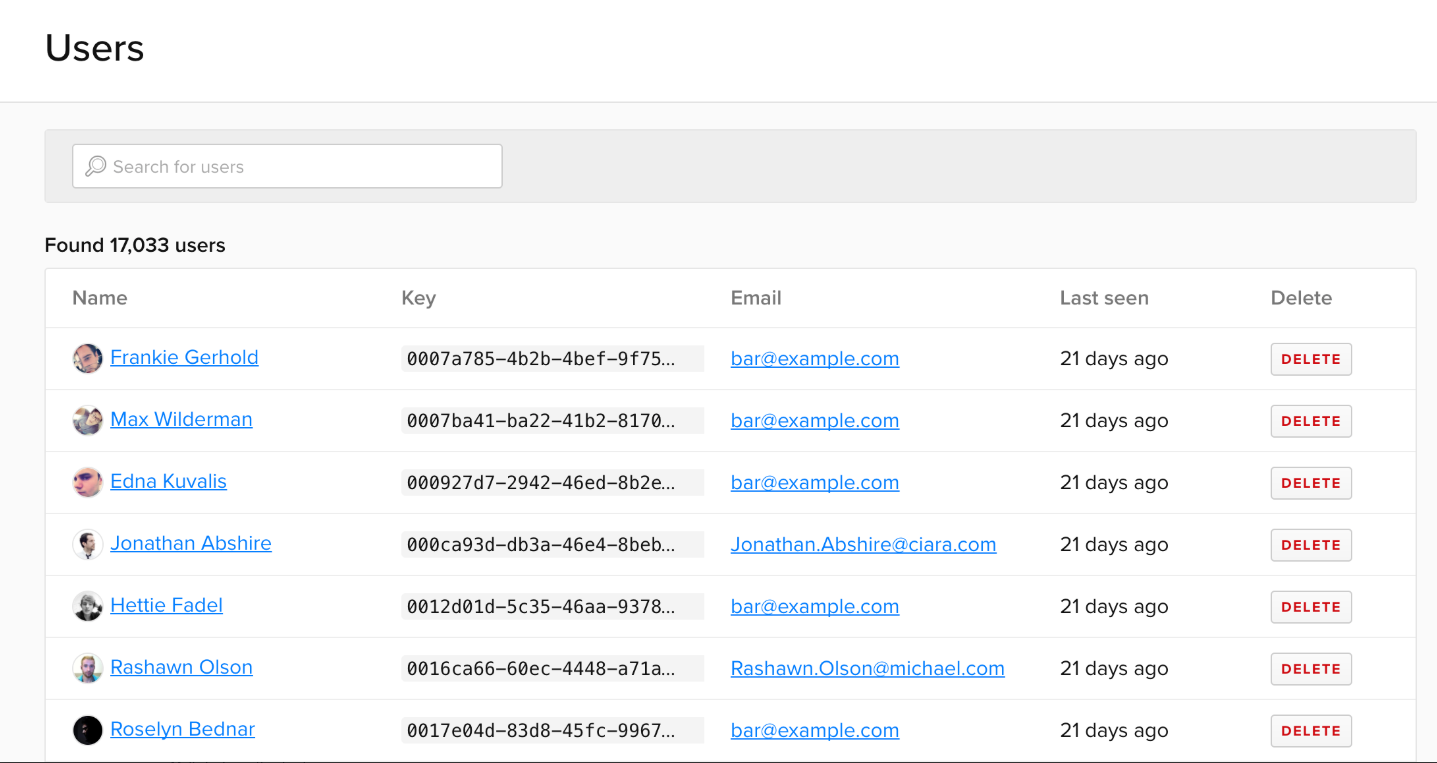 Users
Search for users
Found 17,033 users
Name Key Email Last seen Delete
Frankie Gerhold 0007a785-4b2b-4bef-9f75... bar@example.com 21 days ago DELETE
Max Wilderman 0007ba41-ba22-41b2-8170... bar@example.com 21 days ago DELETE
Edna Kuvalis 000927d7-2942-46ed-8b2e... bar@example.com 21 days ago DELETE
Jonathan Abshire 000ca93d-db3a-46e4-8beb... Jonathan.Abshire@ciara.com 21 days ago DELETE
Hettie Fadel 0012d01d-5c35-46aa-9378... bar@example.com 21 days ago DELETE
Rashawn Olson 0016ca66-60ec-4448-a71a... Rashawn.Olson@michael.com 21 days ago DELETE
Roselyn Bednar 0017e04d-83d8-45fc-9967... bar@example.com 21 days ago DELETE